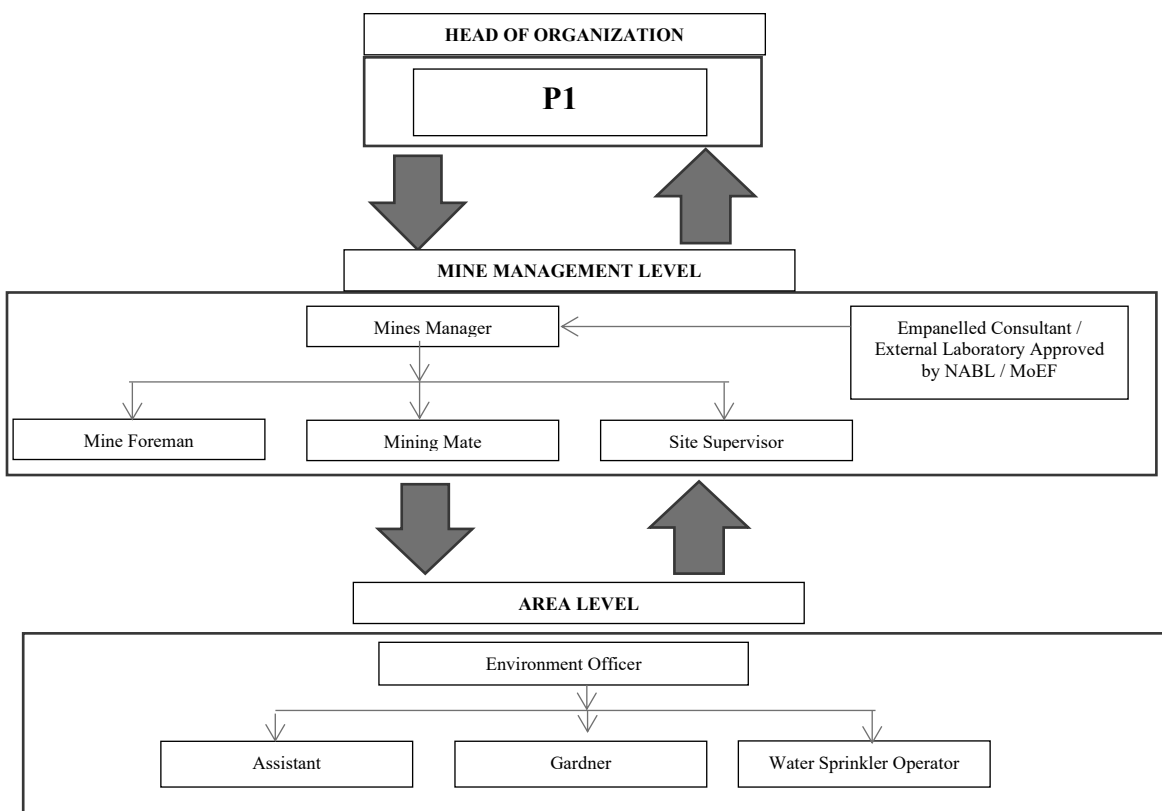 HEAD OF ORGANIZATION
P1
MINE MANAGEMENT LEVEL
Mines Manager
Empanelled Consultant /
External Laboratory Approved
by NABL / MoEF
Mine Foreman
Mining Mate
Site Supervisor
AREA LEVEL
Environment Officer
Assistant
Gardner
Water Sprinkler Operator